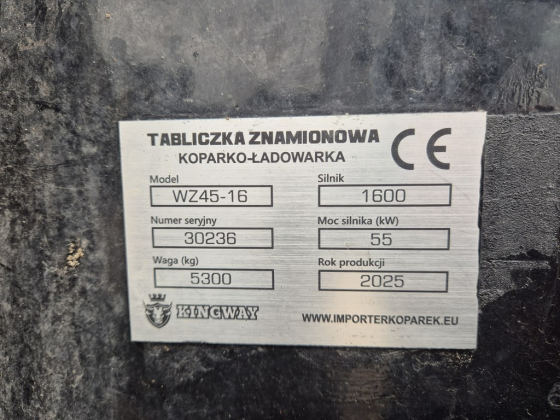 TABLICZKA ZNAMIONOWA
KOPARKO-ŁADOWARKA
CE
Model
WZ45-16
Silnik
1600
Numer seryjny
30236
Moc silnika (kW)
55
Waga (kg)
5300
Rok produkcji
2025
KINGWAY
WWW.IMPORTERKOPAREK.EU